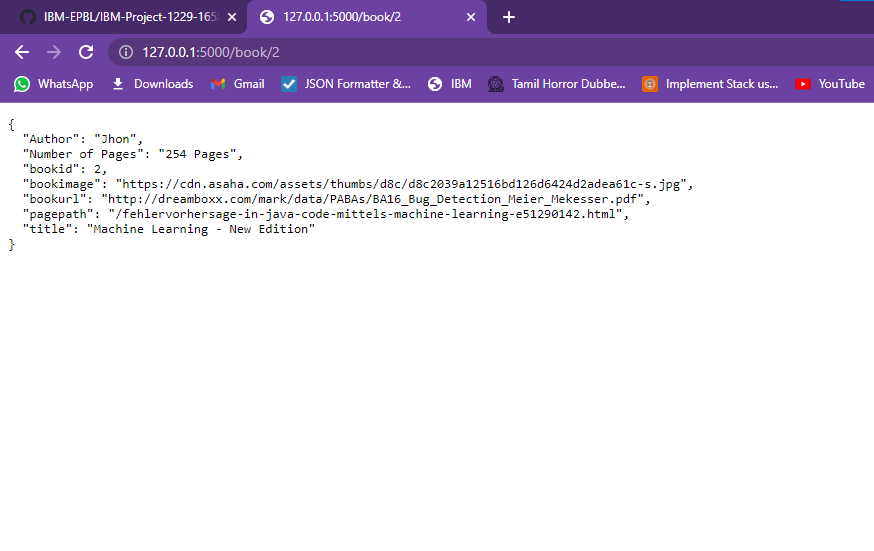 IBM-EPBL/IBM-Project-1229-165
127.0.0.1:5000/book/2
127.0.0.1:5000/book/2
WhatsApp Downloads Gmail JSON Formatter &... IBM Tamil Horror Dubbe... Implement Stack us... YouTube
{
"Author": "Jhon",
"Number of Pages": "254 Pages",
"bookid": 2,
"bookimage": "https://cdn.asaha.com/assets/thumbs/d8c/d8c2039a12516bd126d6424d2adea61c-s.jpg",
"bookurl": "http://dreamboxx.com/mark/data/PABAs/BA16_Bug_Detection_Meier_Mekesser.pdf",
"pagepath": "/fehlervorhersage-in-java-code-mittels-machine-learning-e51290142.html",
"title": "Machine Learning - New Edition"
}